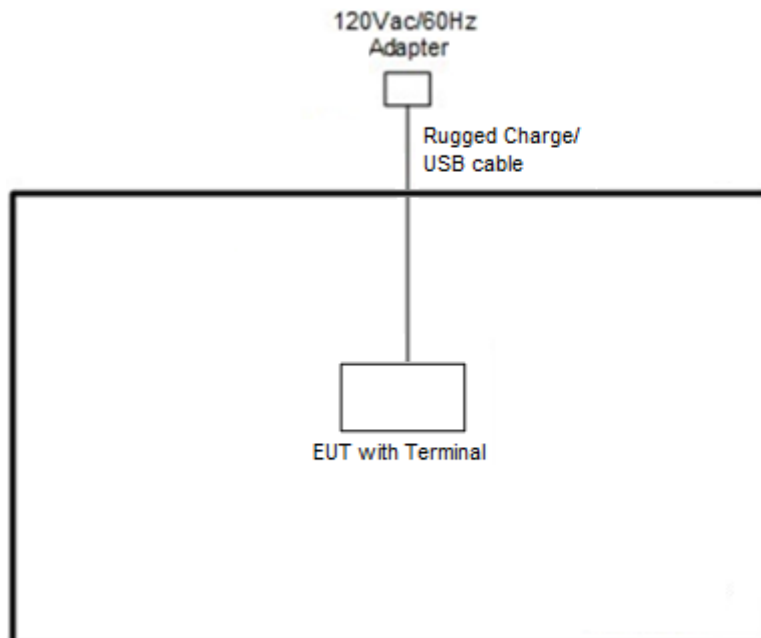 120Vac/60Hz
Adapter
Rugged Charge/
USB cable
EUT with Terminal